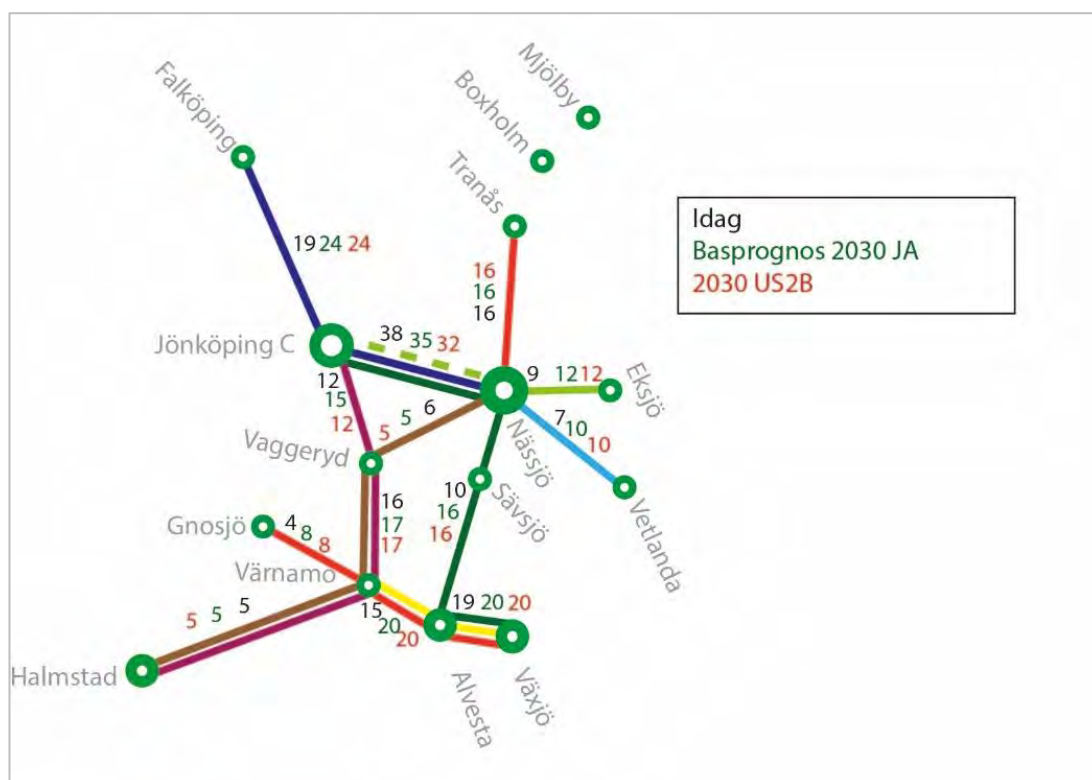 Mjölby
Falköping
Boxholm
Tranås
Idag
Basprognos 2030 JA
2030 US2B
19 24 24
16
16
16
Jönköping C
38 35 32
9 12 12
Eksjö
12
15
12
5 5 6
7 10 10
Nässjö
Vaggeryd
10
16
16
Sävsjö
Vetlanda
16
17
17
Gnosjö
4 8 8
Värnamo
5 5 5
15
20 20
19 20 20
Halmstad
Alvesta
Växjö